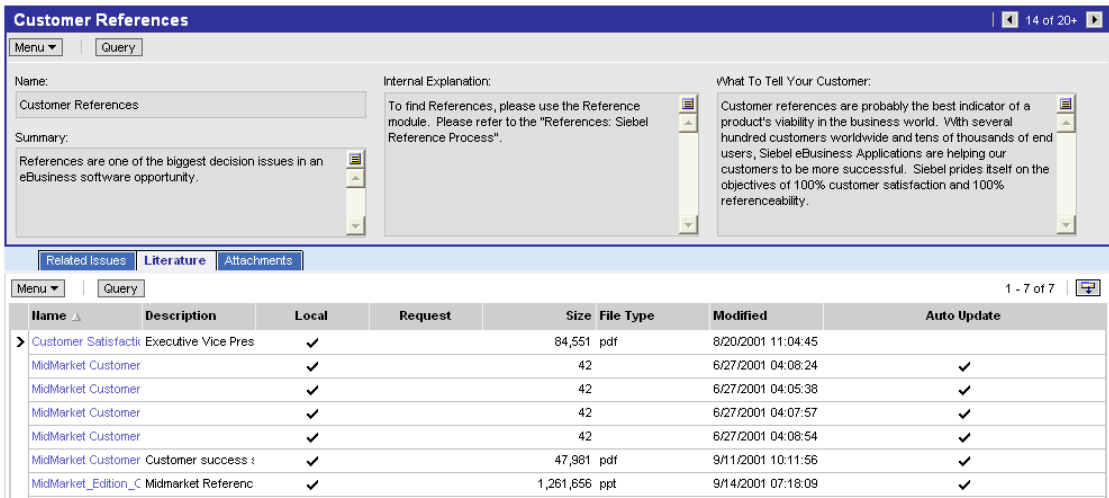 Customer References
14 of 20+
Menu Query
Name:
Customer References
Summary:
References are one of the biggest decision issues in an
eBusiness software opportunity.
Internal Explanation:
To find References, please use the Reference
module. Please refer to the "References: Siebel
Reference Process".
What To Tell Your Customer:
Customer references are probably the best indicator of a
product's viability in the business world. With several
hundred customers worldwide and tens of thousands of end
users, Siebel eBusiness Applications are helping our
customers to be more successful. Siebel prides itself on the
objectives of 100% customer satisfaction and 100%
referenceability.
Related Issues Literature Attachments
Menu Query 1 - 7 of 7
Name Description Local Request Size File Type Modified Auto Update
Customer Satisfactic Executive Vice Pres 84,551 pdf 8/20/2001 11:04:45
MidMarket Customer 42 6/27/2001 04:08:24
MidMarket Customer 42 6/27/2001 04:05:38
MidMarket Customer 42 6/27/2001 04:07:57
MidMarket Customer 42 6/27/2001 04:08:54
MidMarket Customer Customer success s 47,981 pdf 9/11/2001 10:11:56
MidMarket_Edition_C Midmarket Referenc 1,261,656 ppt 9/14/2001 07:18:09